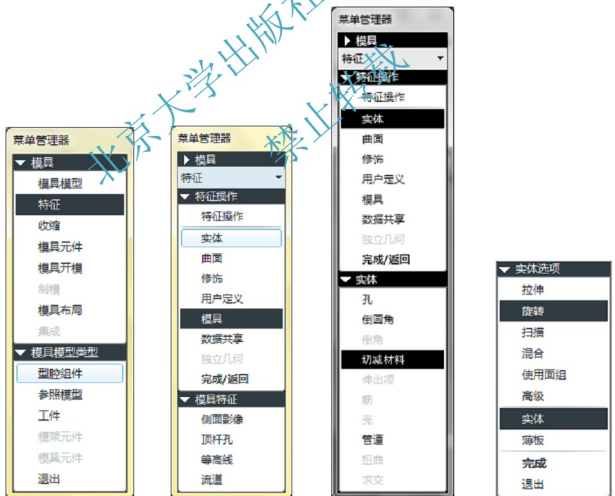 菜单管理器
模具
模具模型
特征
收缩
模具元件
模具开模
制模
模具布局
集成
模具模型类型
型腔组件
参照模型
工件
模架元件
模具元件
退出
菜单管理器
模具
特征
特征操作
特征操作
实体
曲面
修饰
用户定义
模具
数据共享
独立几何
完成/返回
模具特征
侧面影像
顶杆孔
等高线
流道
菜单管理器
模具
特征
特征操作
特征操作
实体
曲面
修饰
用户定义
模具
数据共享
独立几何
完成/返回
实体
孔
倒圆角
倒角
切减材料
伸出项
筋
壳
管道
扭曲
求交
实体选项
拉伸
旋转
扫描
混合
使用面组
高级
实体
薄板
完成
退出
北京大学出版社
禁止转载